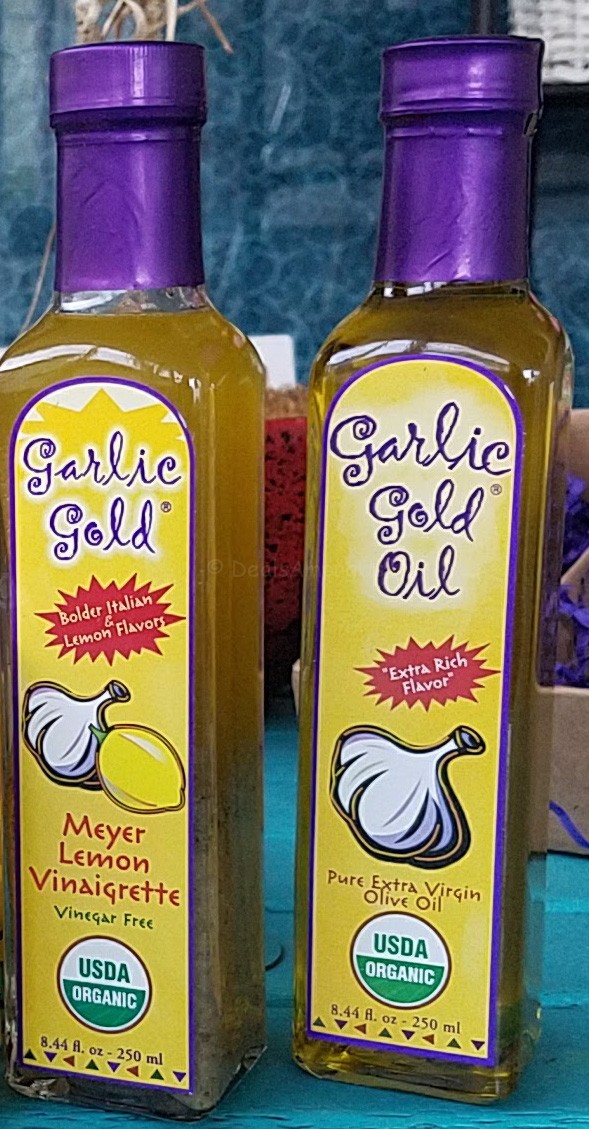 Garlic
Gold®
Bolder Italian
&
Lemon Flavors
Meyer
Lemon
Vinaigrette
Vinegar Free
USDA
ORGANIC
8.44 fl. oz - 250 ml
Garlic
Gold®
Oil
"Extra Rich
Flavor"
Pure Extra Virgin
Olive Oil
USDA
ORGANIC
8.44 fl. oz - 250 ml